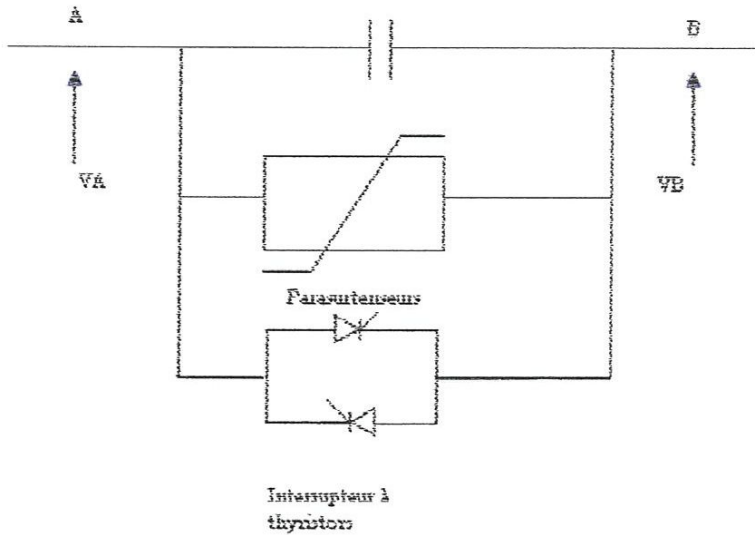 A
B
VA
VB
Parasurtenseurs
Interrupteur à
thyristors